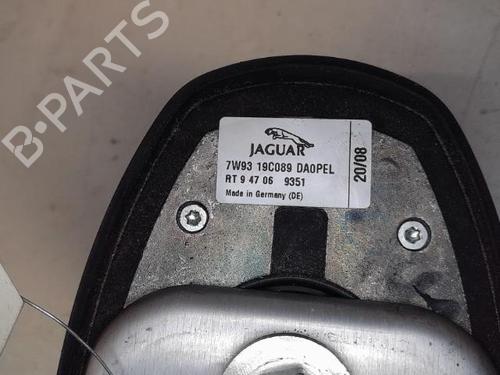 B-PARTS
JAGUAR
7W93 19C089 DA0PEL
RT 9 47 06 9351
Made in Germany (DE)
20/08